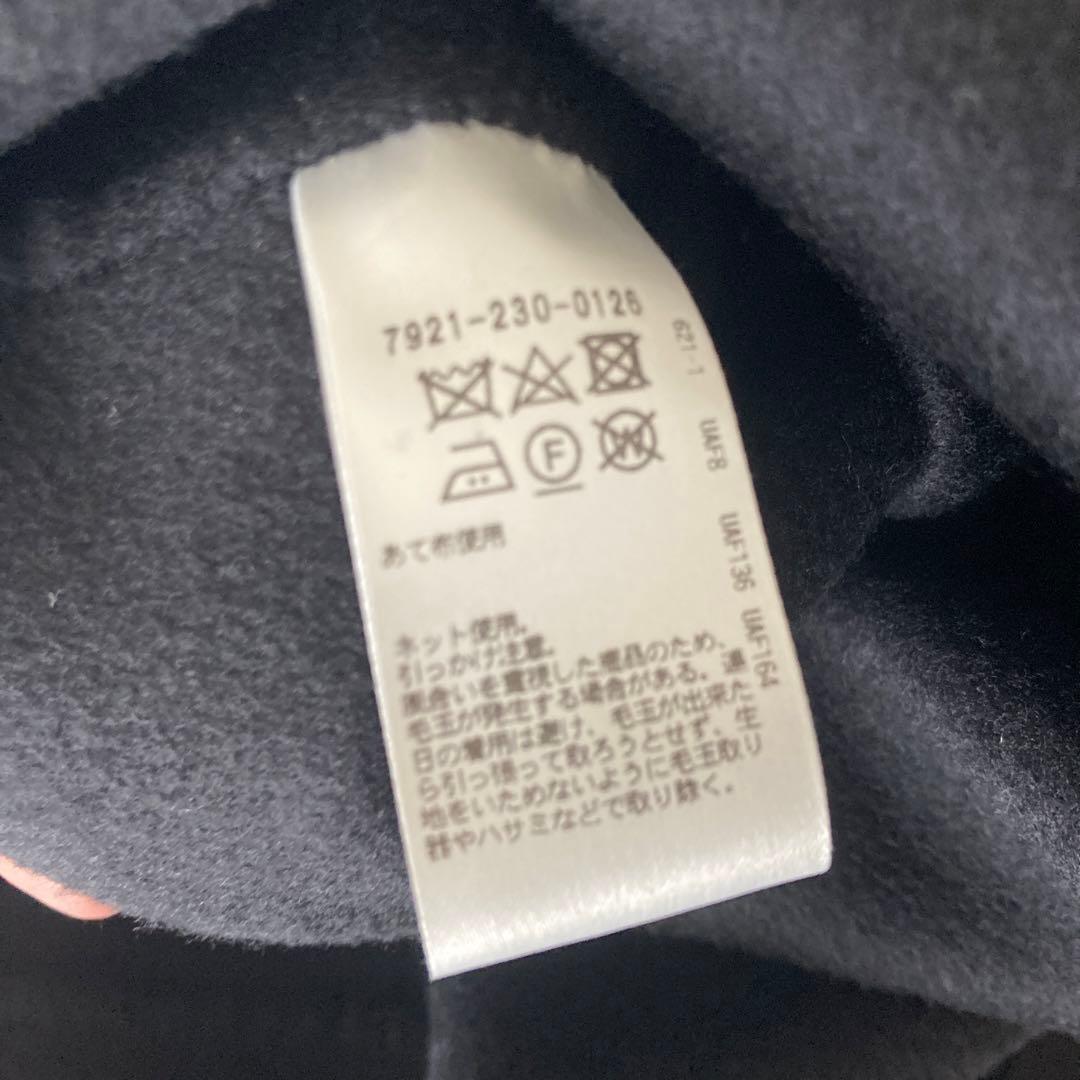 7921-230-0126
F
W
あて布使用
ネット使用。
引っかけ注意。
風合いを重視した商品のため、
毛玉が発生する場合がある。連
日の着用は避け、毛玉が出来た
ら引っ張って取ろうとせず、生
地をいためないように毛玉取り
器やハサミなどで取り除く。
621-1 UAF8 UAF136 UAF164